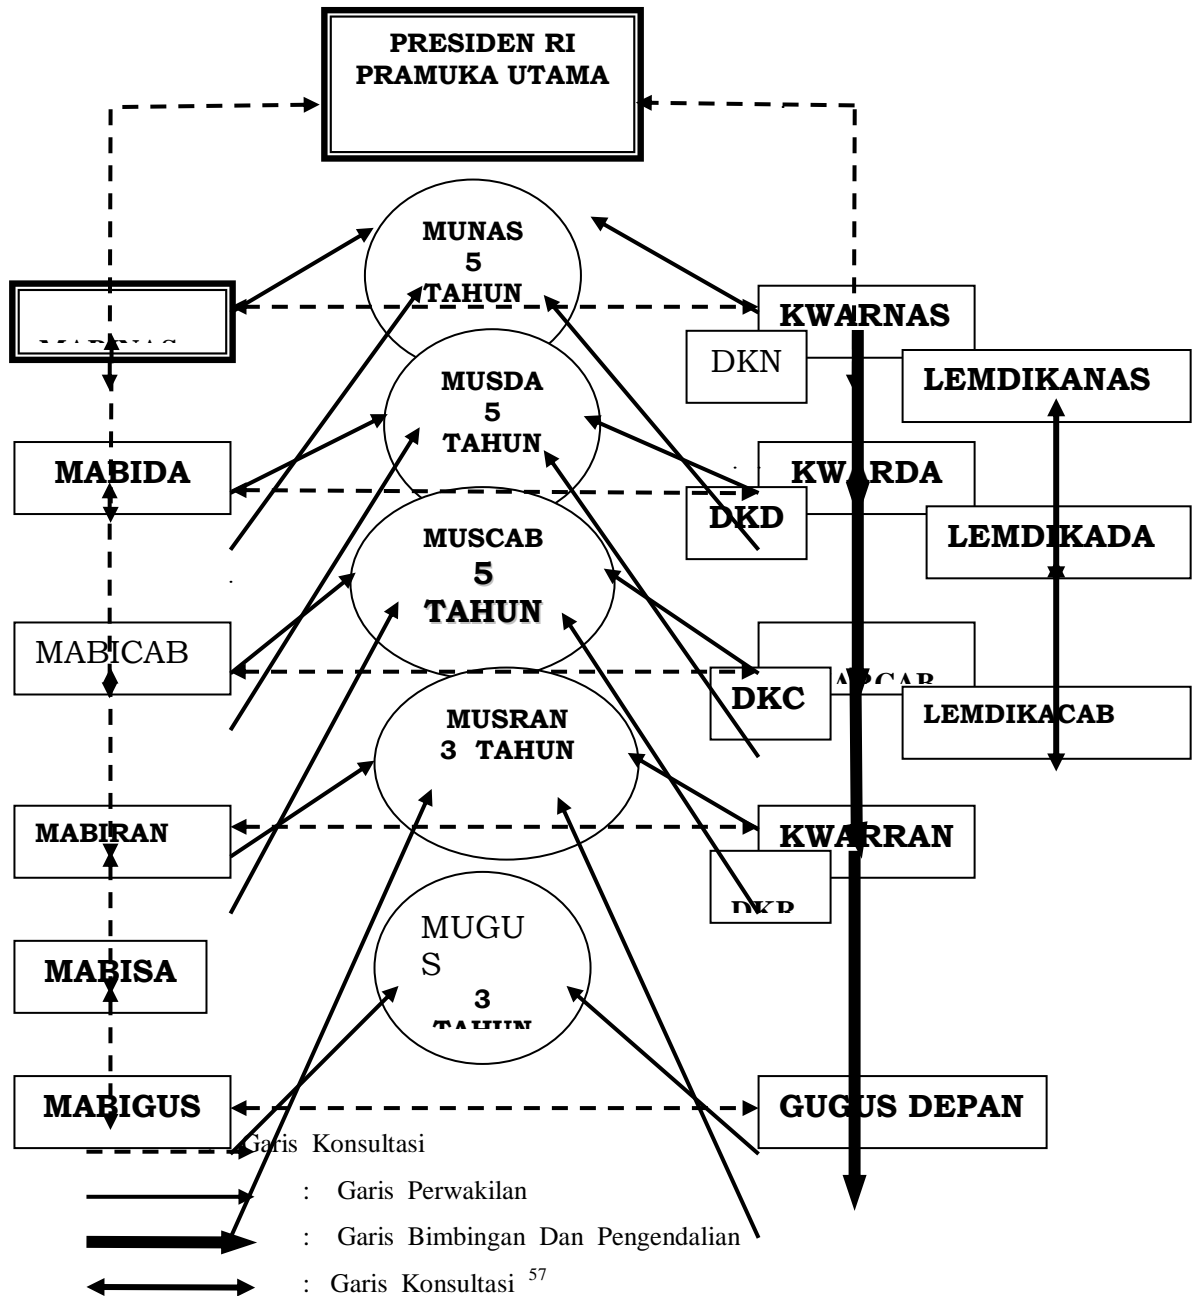 PRESIDEN RI
PRAMUKA UTAMA
MUNAS
5
TAHUN
KWARNAS
DKN
LEMDIKANAS
MUSDA
5
TAHUN
MABIDA
KWARDA
DKD
LEMDIKADA
MUSCAB
5
TAHUN
MABICAB
DKC
LEMDIKACAB
MUSRAN
3 TAHUN
MABIRAN
KWARRAN
MUGU
S
3
TAHUN
MABISA
MABIGUS
GUGUS DEPAN
Garis Konsultasi
: Garis Perwakilan
: Garis Bimbingan Dan Pengendalian
: Garis Konsultasi 57